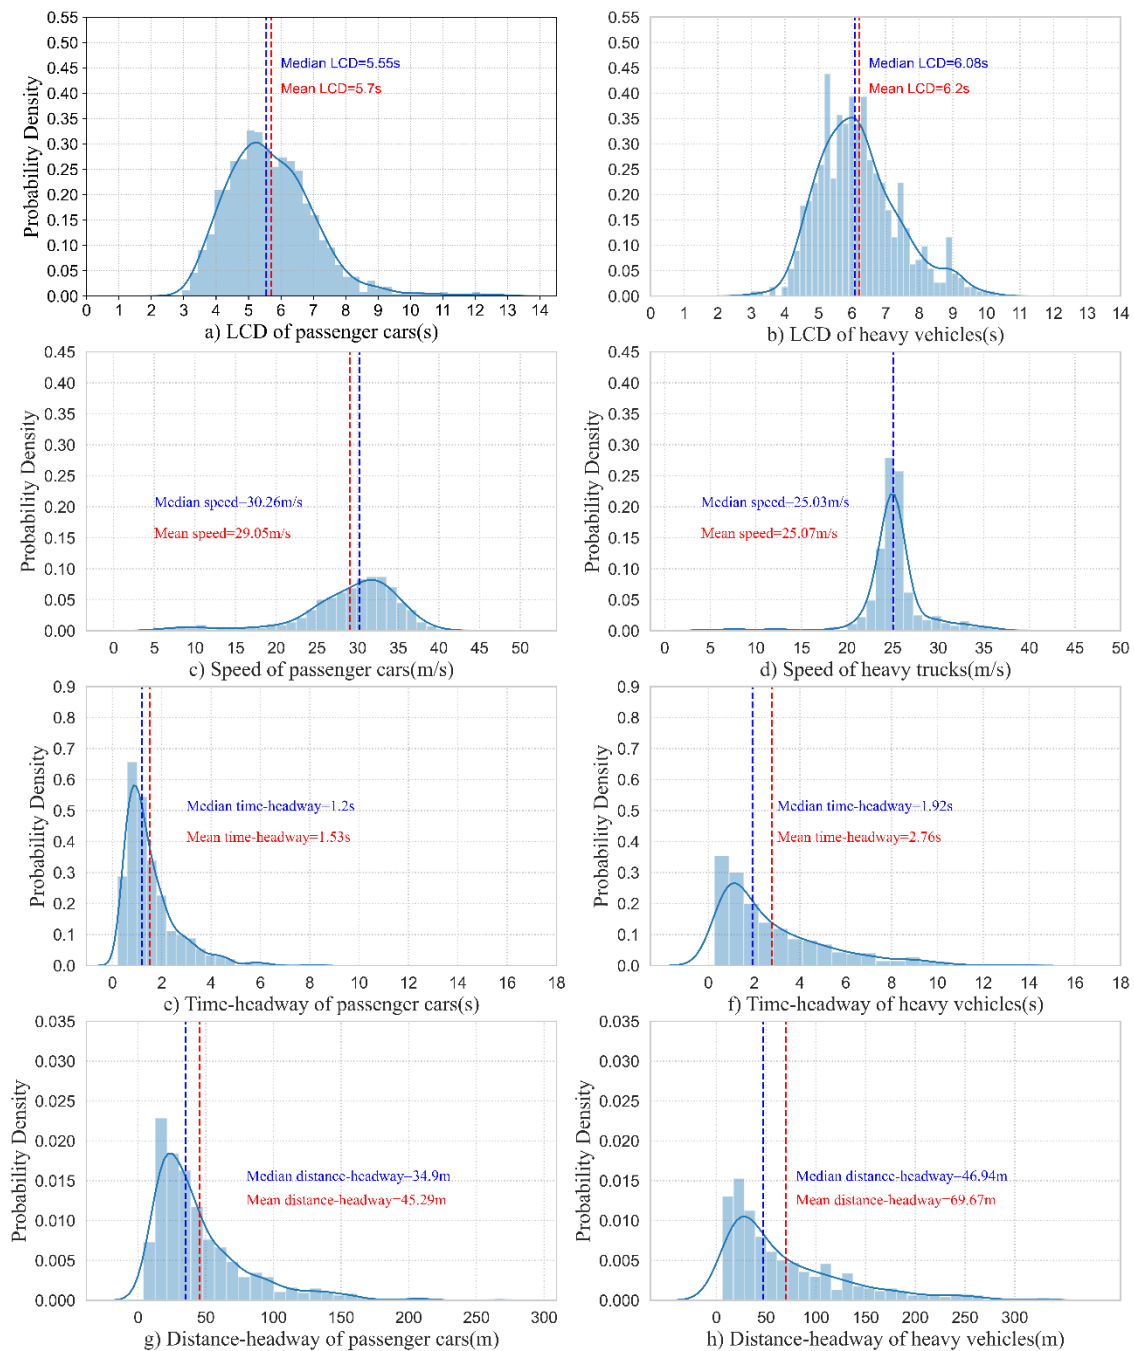 0.55
0.50
0.45
0.40
0.35
0.30
0.25
0.20
0.15
0.10
0.05
0.00
Probability Density
Median LCD=5.55s
Mean LCD=5.7s
0 1 2 3 4 5 6 7 8 9 10 11 12 13 14
a) LCD of passenger cars(s)
0.55
0.50
0.45
0.40
0.35
0.30
0.25
0.20
0.15
0.10
0.05
0.00
Probability Density
Median LCD=6.08s
Mean LCD=6.2s
0 1 2 3 4 5 6 7 8 9 10 11 12 13 14
b) LCD of heavy vehicles(s)
0.45
0.40
0.35
0.30
0.25
0.20
0.15
0.10
0.05
0.00
Probability Density
Median speed=30.26m/s
Mean speed=29.05m/s
0 5 10 15 20 25 30 35 40 45 50
c) Speed of passenger cars(m/s)
0.45
0.40
0.35
0.30
0.25
0.20
0.15
0.10
0.05
0.00
Probability Density
Median speed=25.03m/s
Mean speed=25.07m/s
0 5 10 15 20 25 30 35 40 45 50
d) Speed of heavy trucks(m/s)
0.9
0.8
0.7
0.6
0.5
0.4
0.3
0.2
0.1
0.0
Probability Density
Median time-headway=1.2s
Mean time-headway=1.53s
0 2 4 6 8 10 12 14 16 18
e) Time-headway of passenger cars(s)
0.9
0.8
0.7
0.6
0.5
0.4
0.3
0.2
0.1
0.0
Probability Density
Median time-headway=1.92s
Mean time-headway=2.76s
0 2 4 6 8 10 12 14 16 18
f) Time-headway of heavy vehicles(s)
0.035
0.030
0.025
0.020
0.015
0.010
0.005
0.000
Probability Density
Median distance-headway=34.9m
Mean distance-headway=45.29m
0 50 100 150 200 250 300
g) Distance-headway of passenger cars(m)
0.035
0.030
0.025
0.020
0.015
0.010
0.005
0.000
Probability Density
Median distance-headway=46.94m
Mean distance-headway=69.67m
0 50 100 150 200 250 300
h) Distance-headway of heavy vehicles(m)